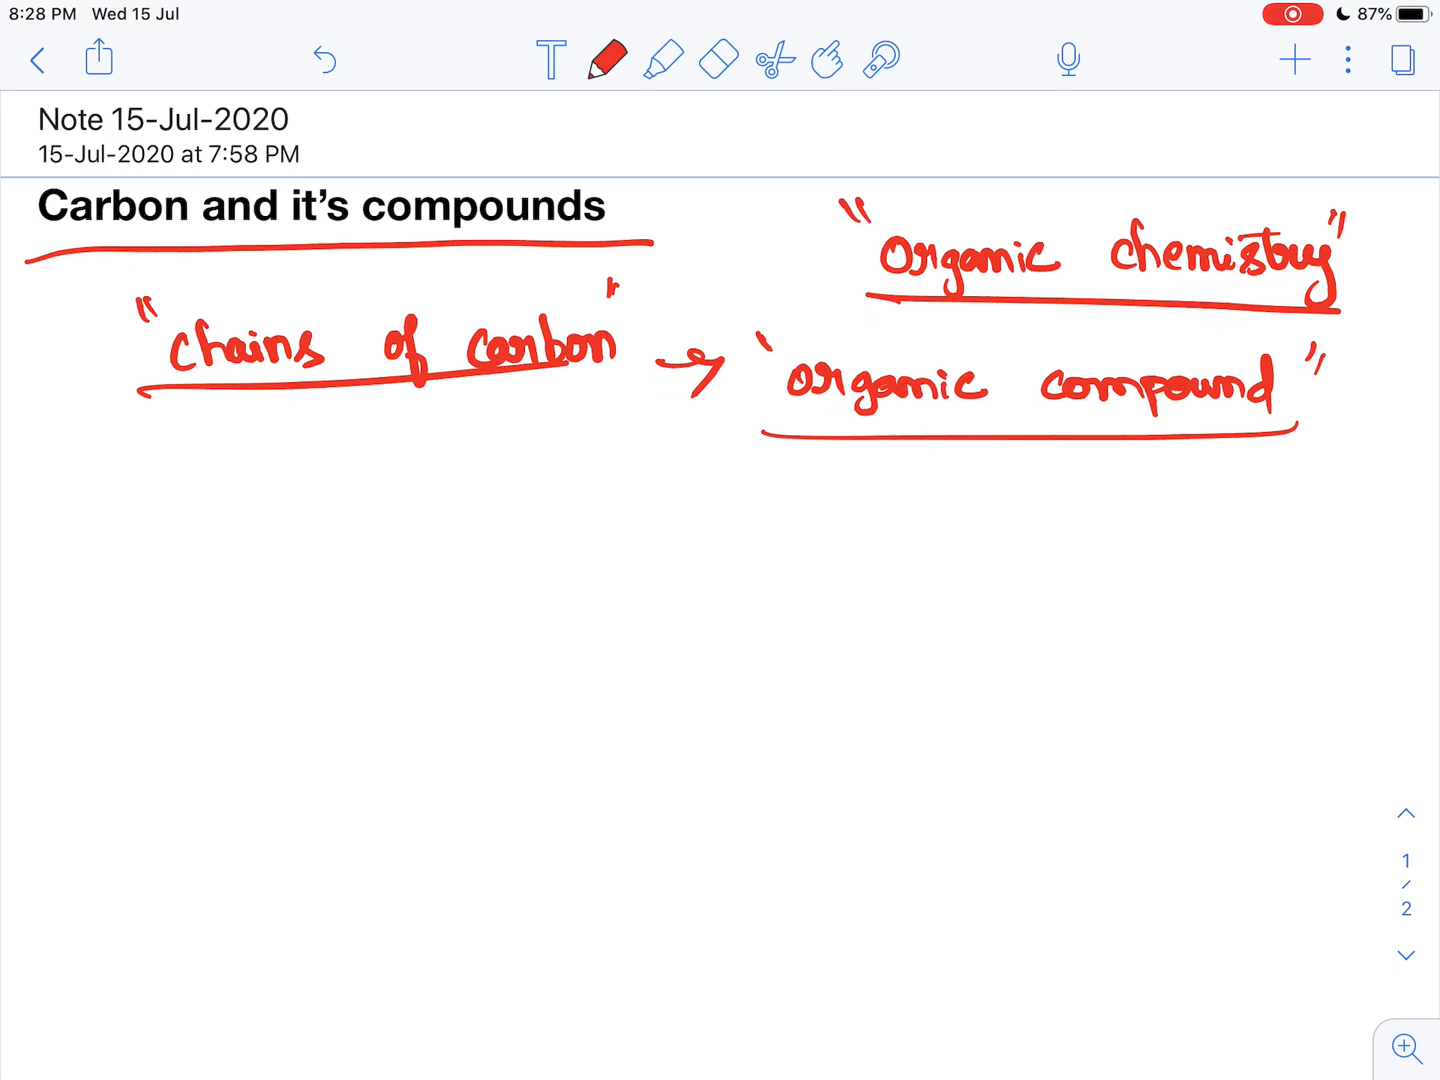 8:28 PM Wed 15 Jul 87%
T
Note 15-Jul-2020
15-Jul-2020 at 7:58 PM
Carbon and it's compounds
"organic chemistry"
"chains of carbon" → "organic compound"
1
/
2